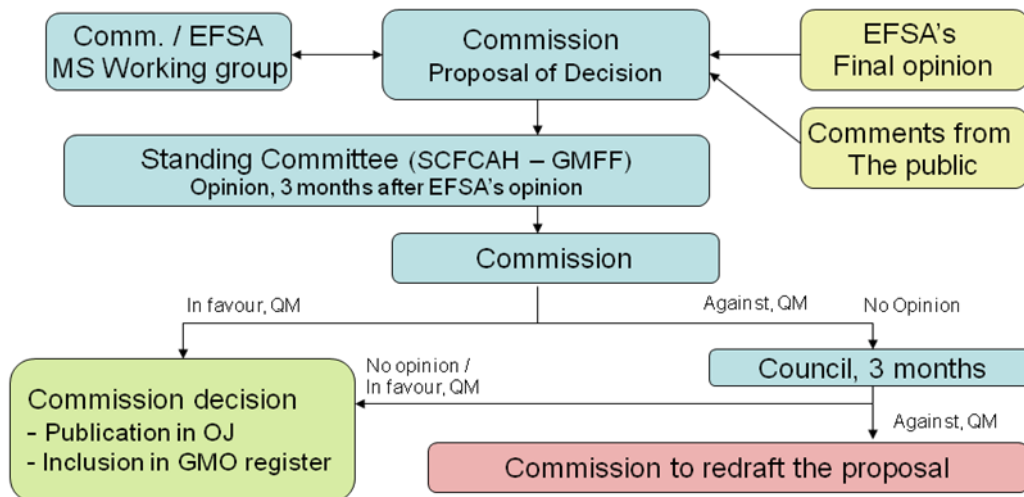 Comm. / EFSA
MS Working group
Commission
Proposal of Decision
EFSA's
Final opinion
Comments from
The public
Standing Committee (SCFCAH – GMFF)
Opinion, 3 months after EFSA's opinion
Commission
In favour, QM
Against, QM
No Opinion
No opinion /
In favour, QM
Council, 3 months
Commission decision
- Publication in OJ
- Inclusion in GMO register
Against, QM
Commission to redraft the proposal